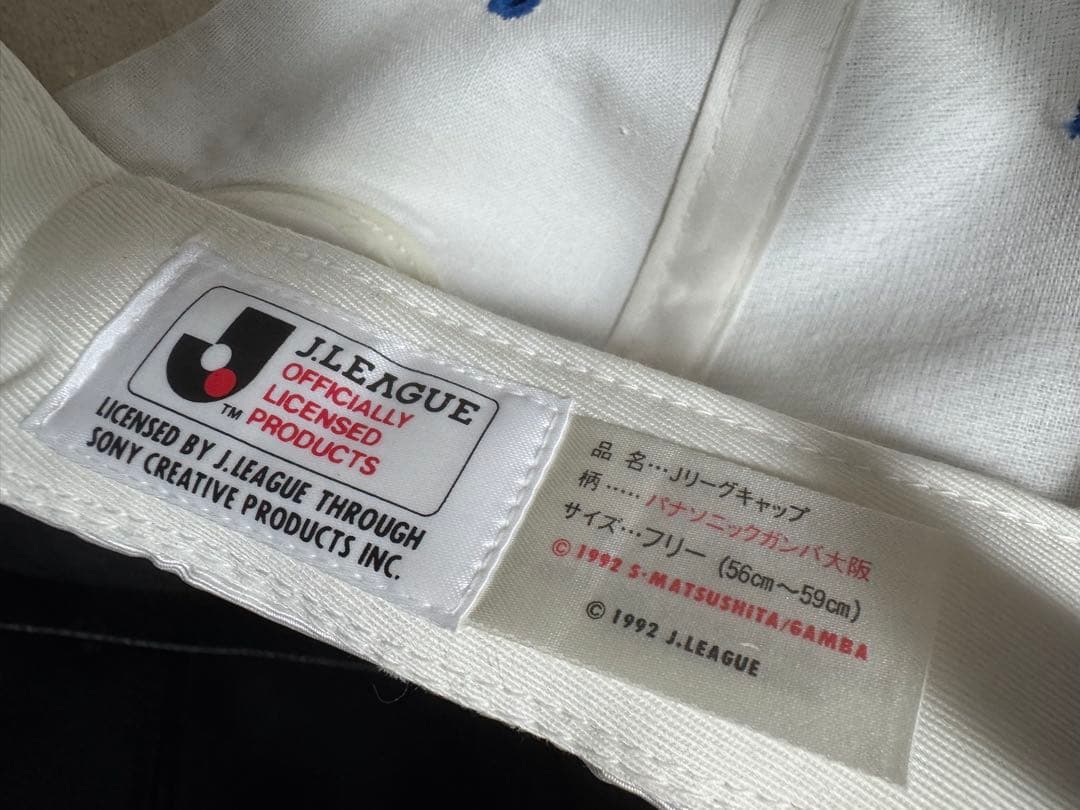 J.LEAGUE
OFFICIALLY
LICENSED
PRODUCTS
TM
LICENSED BY J.LEAGUE THROUGH
SONY CREATIVE PRODUCTS INC.
品 名…Jリーグキャップ
柄 ‥‥‥パナソニックガンバ大阪
サイズ…フリー (56cm～59cm)
© 1992 S·MATSUSHITA/GAMBA
© 1992 J.LEAGUE